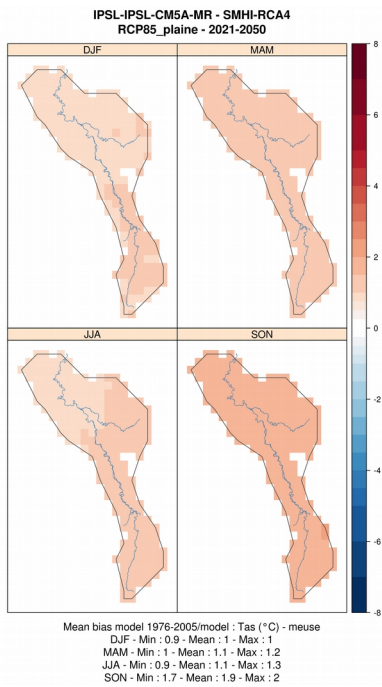 IPSL-IPSL-CM5A-MR - SMHI-RCA4
RCP85_plaine - 2021-2050
DJF
MAM
JJA
SON
8
6
4
2
0
-2
-4
-6
-8
Mean bias model 1976-2005/model : Tas (°C) - meuse
DJF - Min : 0.9 - Mean : 1 - Max : 1
MAM - Min : 1 - Mean : 1.1 - Max : 1.2
JJA - Min : 0.9 - Mean : 1.1 - Max : 1.3
SON - Min : 1.7 - Mean : 1.9 - Max : 2